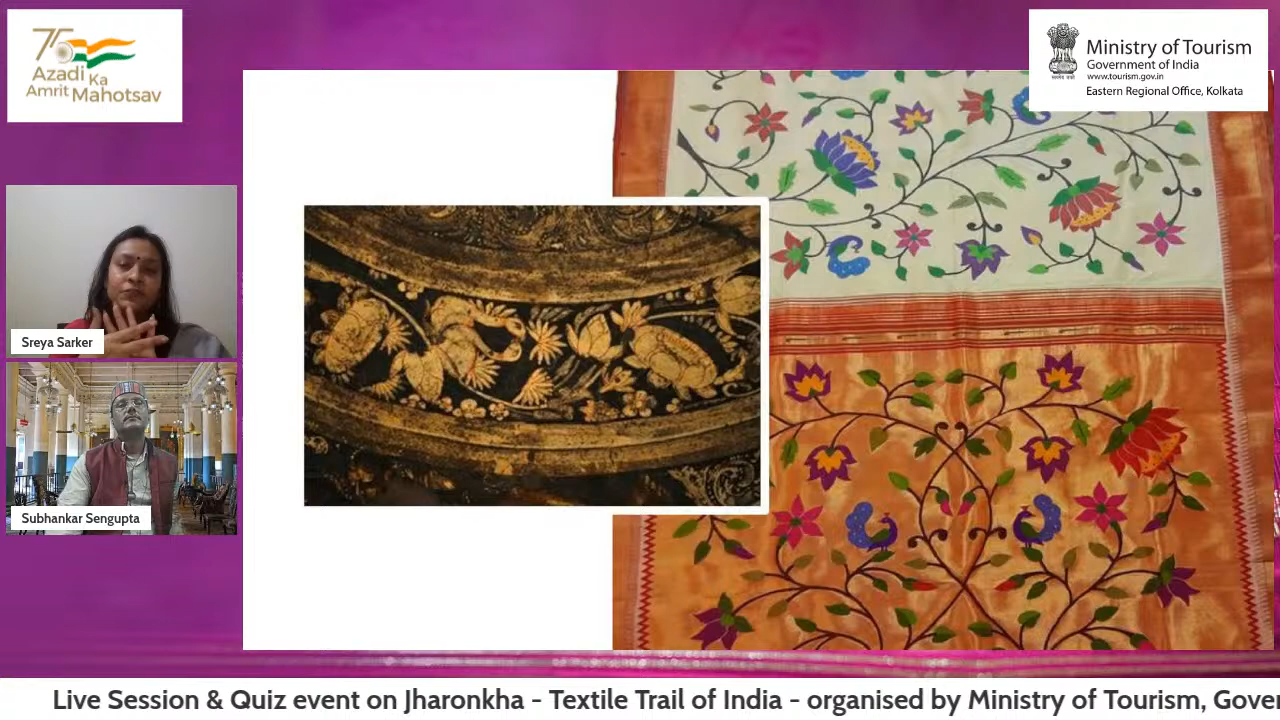 75
Azadi Ka
Amrit Mahotsav
Ministry of Tourism
Government of India
www.tourism.gov.in
Eastern Regional Office, Kolkata
Sreya Sarker
Subhankar Sengupta
Live Session & Quiz event on Jharonkha - Textile Trail of India - organised by Ministry of Tourism, Gover